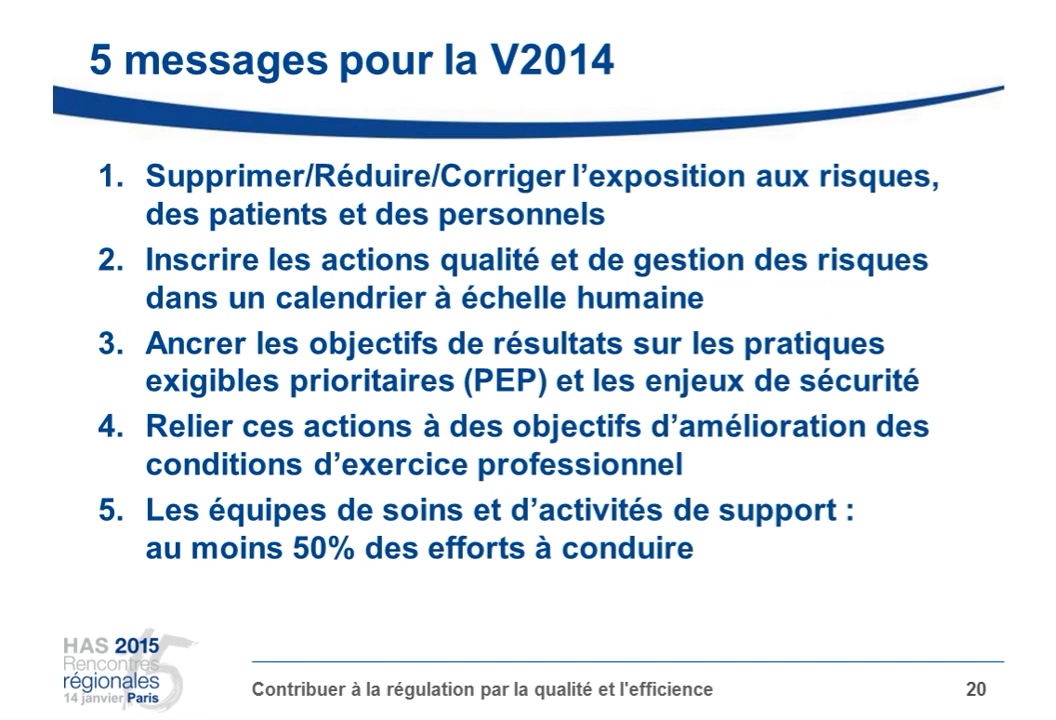 5 messages pour la V2014
1. Supprimer/Réduire/Corriger l’exposition aux risques,
des patients et des personnels
2. Inscrire les actions qualité et de gestion des risques
dans un calendrier à échelle humaine
3. Ancrer les objectifs de résultats sur les pratiques
exigibles prioritaires (PEP) et les enjeux de sécurité
4. Relier ces actions à des objectifs d’amélioration des
conditions d’exercice professionnel
5. Les équipes de soins et d’activités de support :
au moins 50% des efforts à conduire
HAS 2015
Rencontres
régionales
14 janvier Paris
15
Contribuer à la régulation par la qualité et l'efficience
20